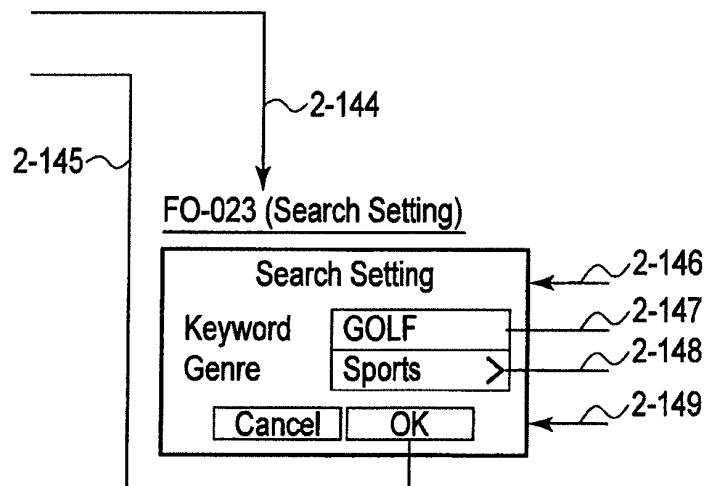 2-144
2-145
FO-023 (Search Setting)
Search Setting
2-146
Keyword GOLF
2-147
Genre Sports >
2-148
Cancel OK
2-149